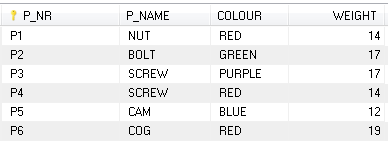 P_NR P_NAME COLOUR WEIGHT
P1 NUT RED 14
P2 BOLT GREEN 17
P3 SCREW PURPLE 17
P4 SCREW RED 14
P5 CAM BLUE 12
P6 COG RED 19